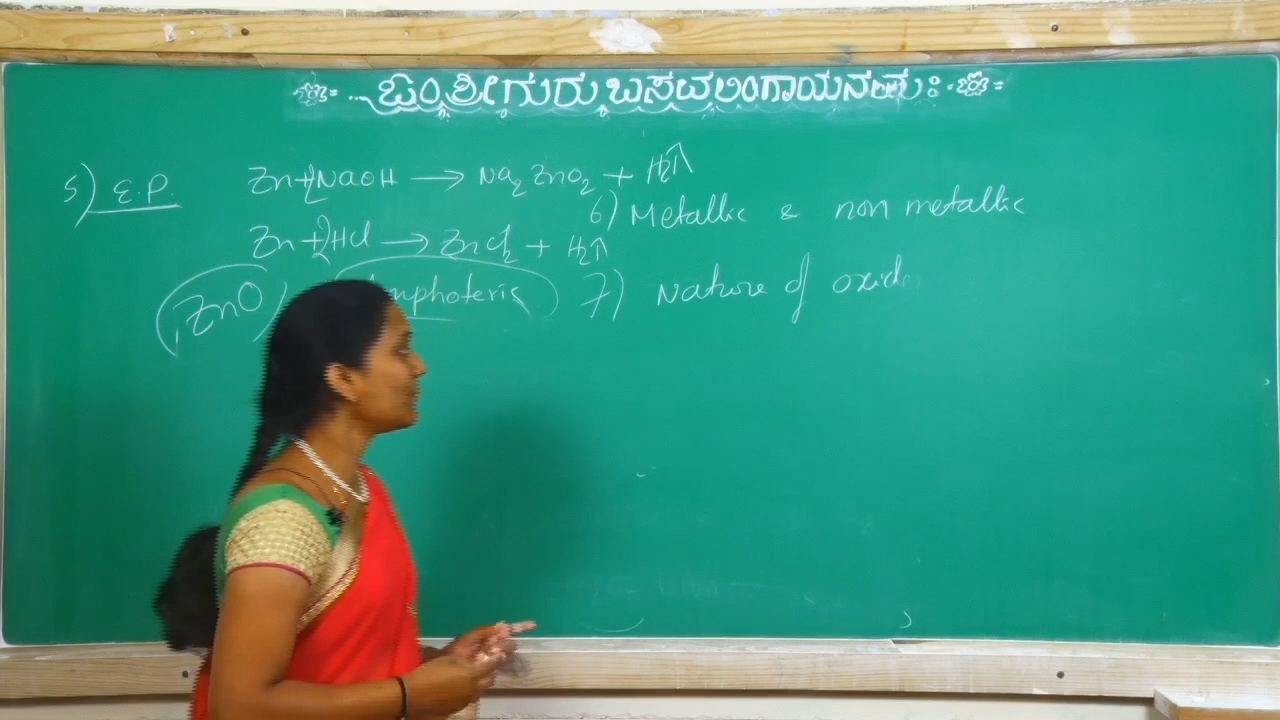 ಓಂ ಶ್ರೀ ಗುರು ಬಸವಲಿಂಗಾಯ ನಮಃ
5) E.P.
Zn+2NaOH → Na2ZnO2 + H2↑
Zn+2HCl → ZnCl2 + H2↑
ZnO
6) Metallic & non metallic
7) Nature of oxide